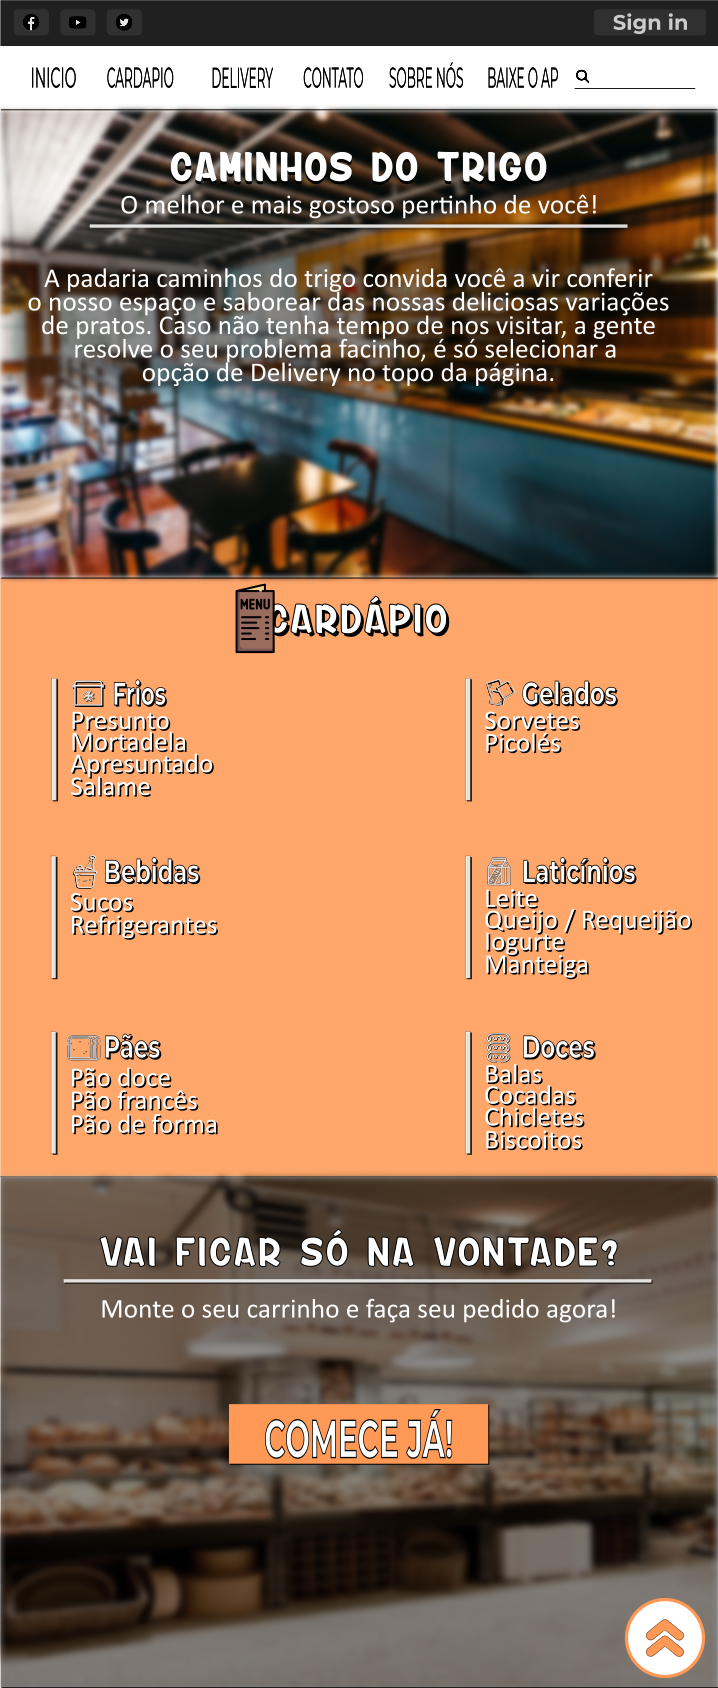 Sign in
INICIO
CARDAPIO
DELIVERY
CONTATO
SOBRE NÓS
BAIXE O AP
CAMINHOS DO TRIGO
O melhor e mais gostoso pertinho de você!
A padaria caminhos do trigo convida você a vir conferir
o nosso espaço e saborear das nossas deliciosas variações
de pratos. Caso não tenha tempo de nos visitar, a gente
resolve o seu problema facinho, é só selecionar a
opção de Delivery no topo da página.
MENU
CARDÁPIO
Frios
Presunto
Mortadela
Apresuntado
Salame
Gelados
Sorvetes
Picolés
Bebidas
Sucos
Refrigerantes
Laticínios
Leite
Queijo / Requeijão
Iogurte
Manteiga
Pães
Pão doce
Pão francês
Pão de forma
Doces
Balas
Cocadas
Chicletes
Biscoitos
VAI FICAR SÓ NA VONTADE?
Monte o seu carrinho e faça seu pedido agora!
COMECE JÁ!